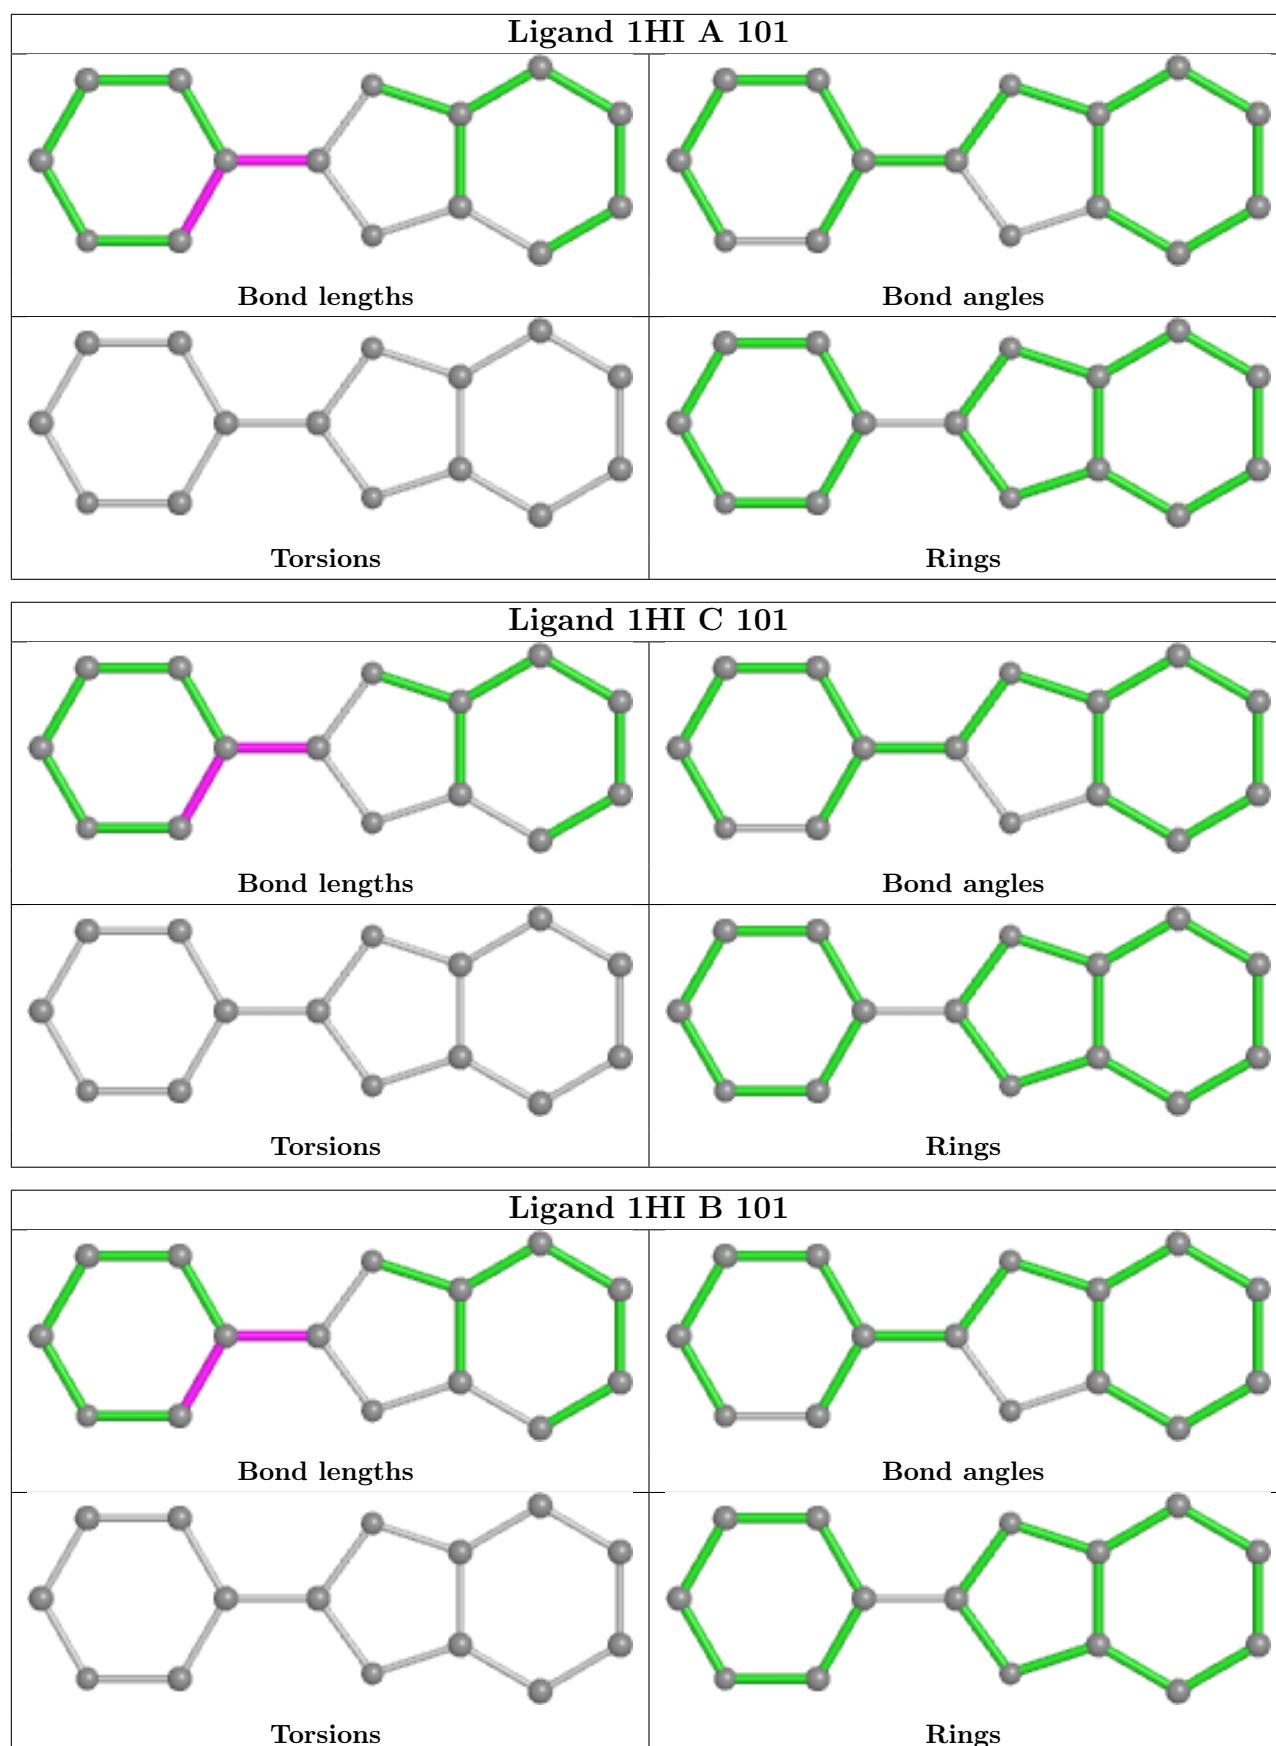 Ligand 1HI A 101
Bond lengths
Bond angles
Torsions
Rings
Ligand 1HI C 101
Bond lengths
Bond angles
Torsions
Rings
Ligand 1HI B 101
Bond lengths
Bond angles
Torsions
Rings